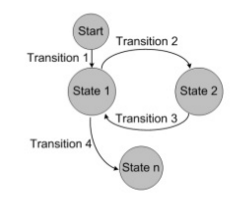 Start
Transition 1
Transition 2
State 1
State 2
Transition 3
Transition 4
State n